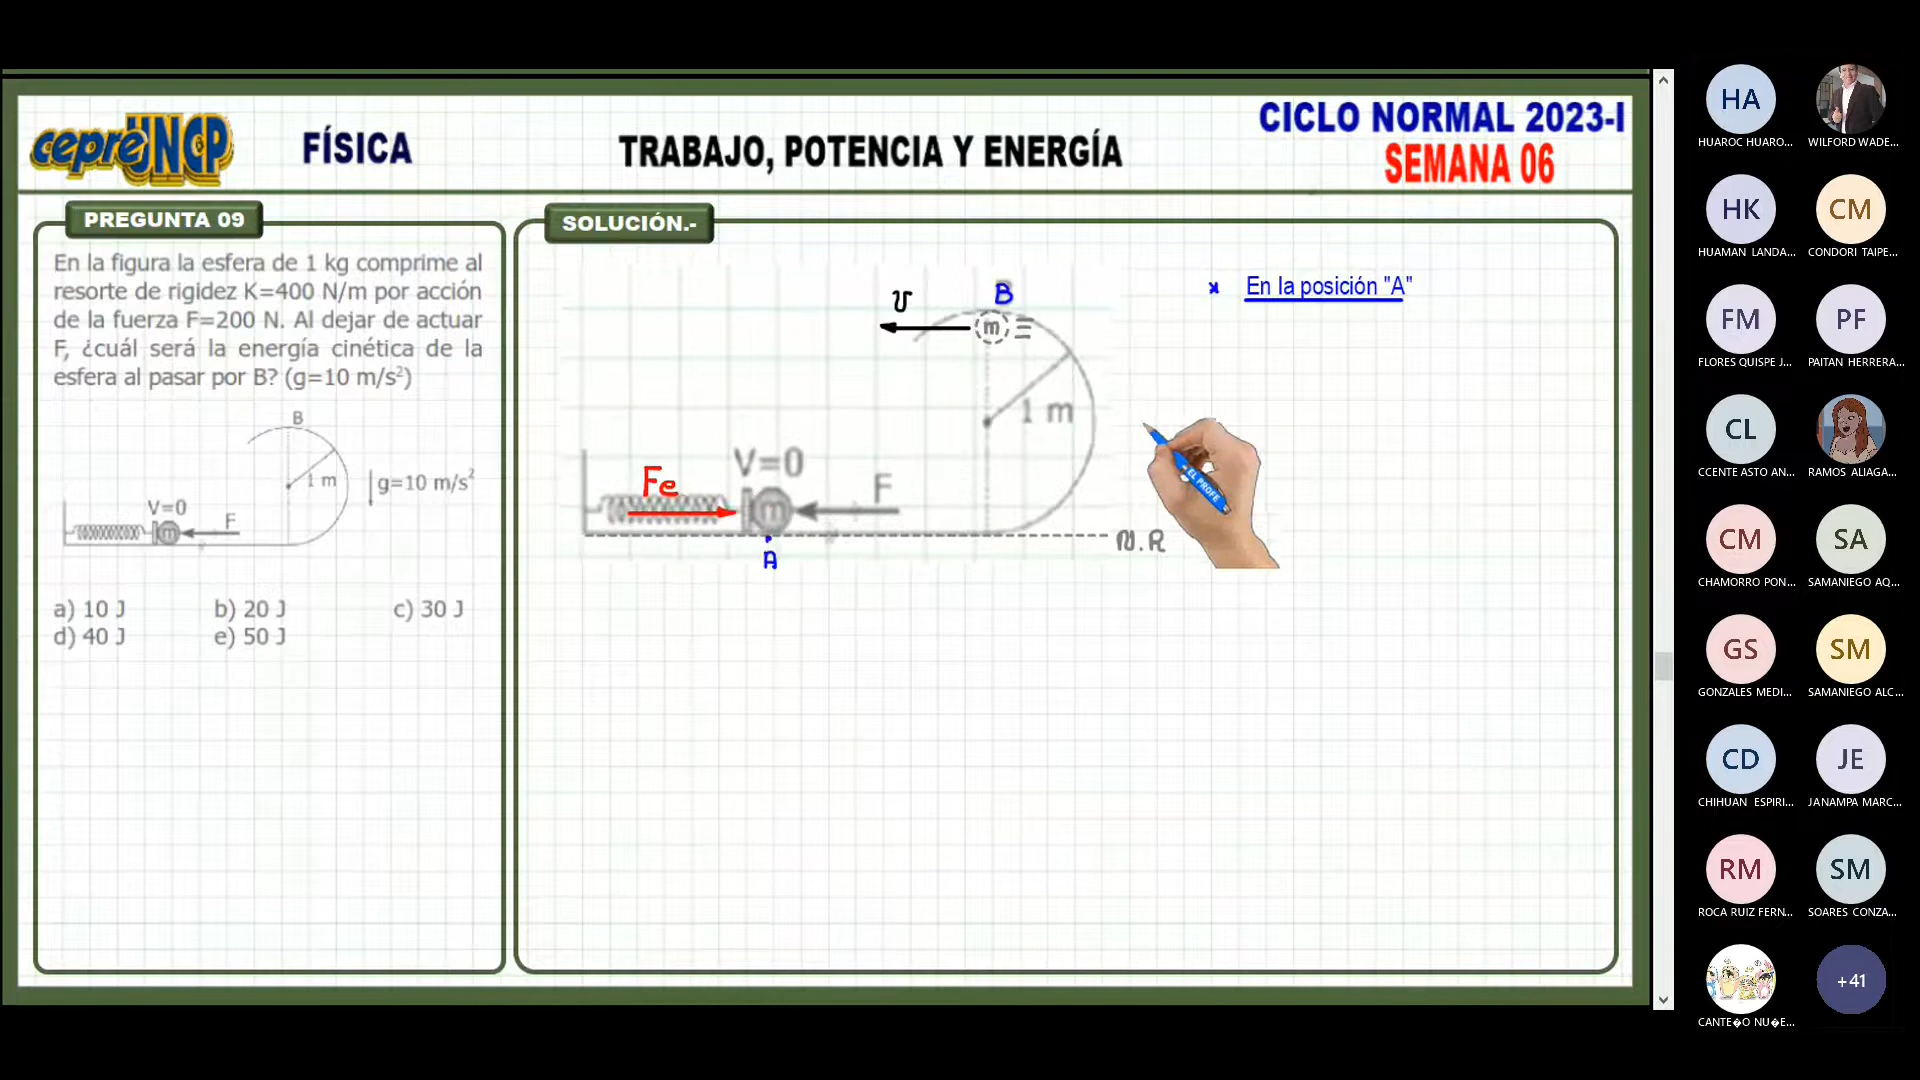 cepreUNCP
FÍSICA
TRABAJO, POTENCIA Y ENERGÍA
CICLO NORMAL 2023-I
SEMANA 06
PREGUNTA 09
En la figura la esfera de 1 kg comprime al
resorte de rigidez K=400 N/m por acción
de la fuerza F=200 N. Al dejar de actuar
F, ¿cuál será la energía cinética de la
esfera al pasar por B? (g=10 m/s²)
B
1 m
g=10 m/s²
V=0
F
m
a) 10 J b) 20 J c) 30 J
d) 40 J e) 50 J
SOLUCIÓN.-
B
v
m
1 m
V=0
Fe
F
m
A
N.R
x En la posición "A"
EL PROFE
HA
HUAROC HUARO...
WILFORD WADE...
HK
HUAMAN LANDA...
CM
CONDORI TAIPE...
FM
FLORES QUISPE J...
PF
PAITAN HERRERA...
CL
CCENTE ASTO AN...
RAMOS ALIAGA...
CM
CHAMORRO PON...
SA
SAMANIEGO AQ...
GS
GONZALES MEDI...
SM
SAMANIEGO ALC...
CD
CHIHUAN ESPIRI...
JE
JANAMPA MARC...
RM
ROCA RUIZ FERN...
SM
SOARES CONZA...
CANTE�O NU�E...
+41